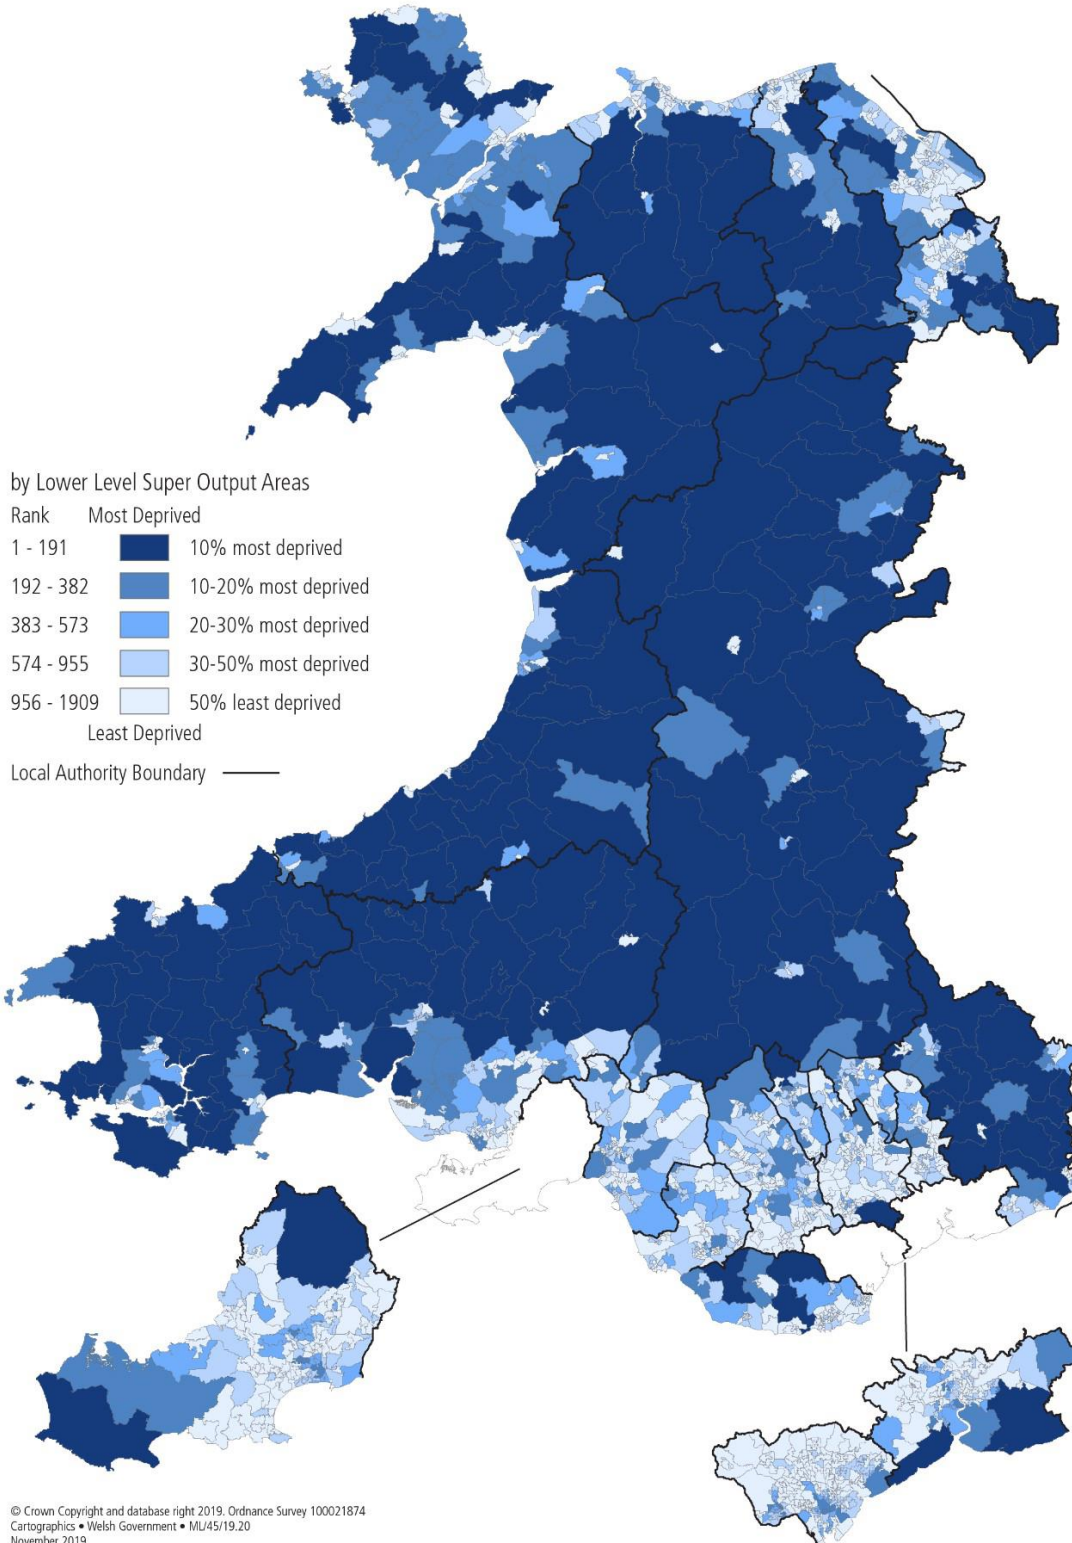 by Lower Level Super Output Areas
Rank Most Deprived
1 - 191 10% most deprived
192 - 382 10-20% most deprived
383 - 573 20-30% most deprived
574 - 955 30-50% most deprived
956 - 1909 50% least deprived
Least Deprived
Local Authority Boundary
© Crown Copyright and database right 2019. Ordnance Survey 100021874
Cartographics • Welsh Government • ML/45/19.20
November 2019